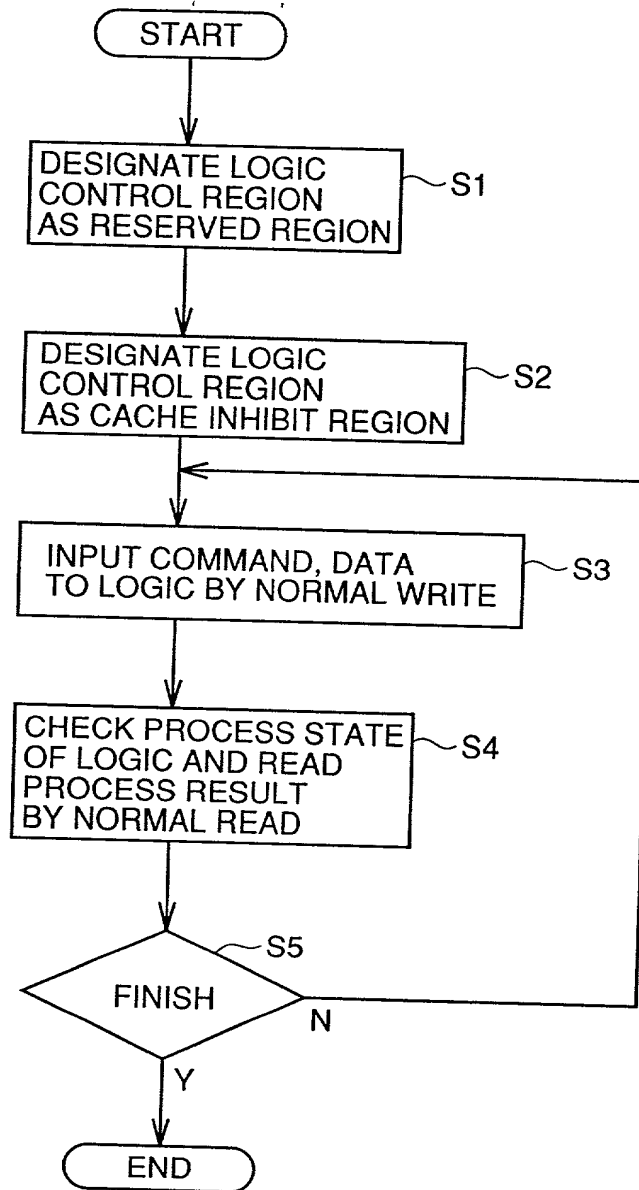 START
DESIGNATE LOGIC
CONTROL REGION
AS RESERVED REGION
S1
DESIGNATE LOGIC
CONTROL REGION
AS CACHE INHIBIT REGION
S2
INPUT COMMAND, DATA
TO LOGIC BY NORMAL WRITE
S3
CHECK PROCESS STATE
OF LOGIC AND READ
PROCESS RESULT
BY NORMAL READ
S4
S5
FINISH
N
Y
END